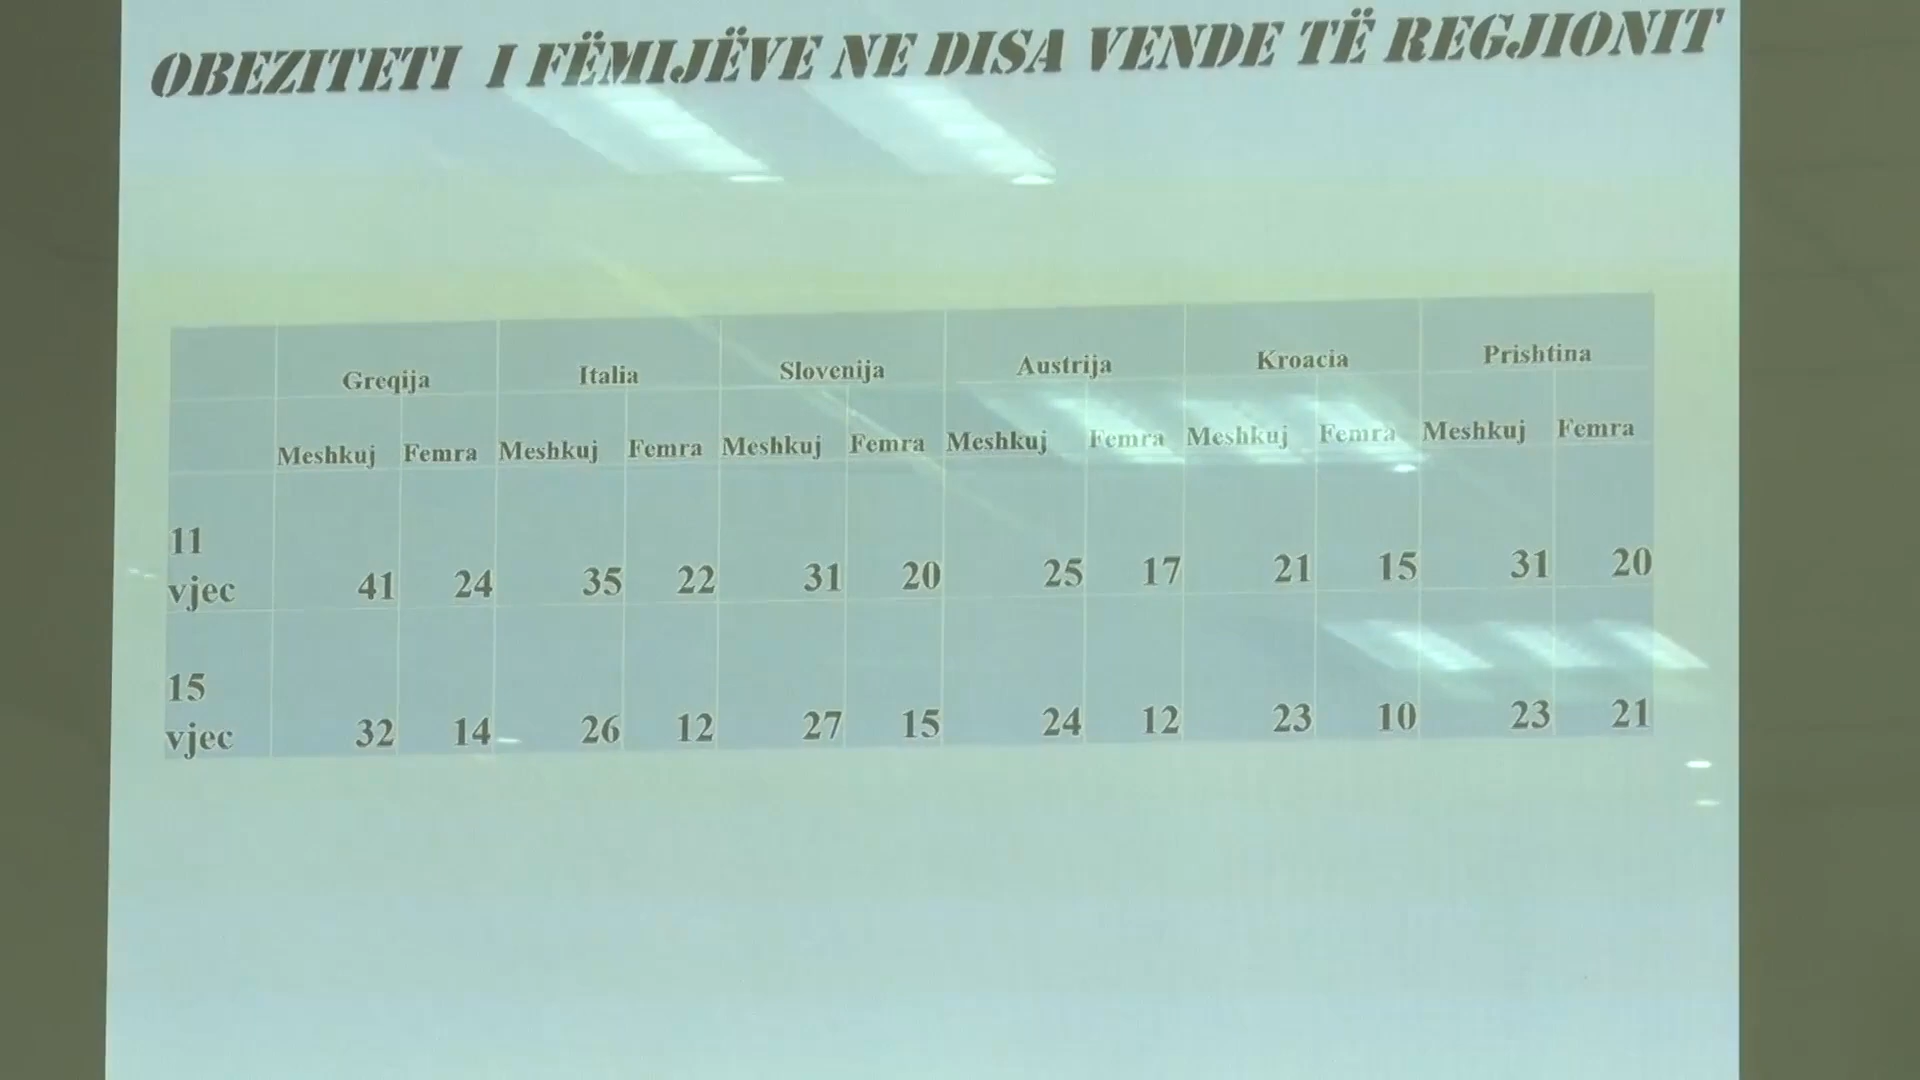 OBEZITETI I FËMIJËVE NE DISA VENDE TË REGJIONIT
Greqija Italia Slovenija Austrija Kroacia Prishtina
Meshkuj Femra Meshkuj Femra Meshkuj Femra Meshkuj Femra Meshkuj Femra Meshkuj Femra
11
vjec 41 24 35 22 31 20 25 17 21 15 31 20
15
vjec 32 14 26 12 27 15 24 12 23 10 23 21